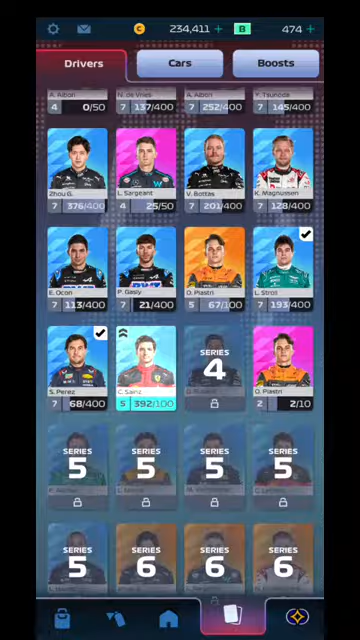 C 234,411 + B 474 +
Drivers Cars Boosts
A. Albon N. de Vries A. Albon Y. Tsunoda
4 0/50 7 137/400 7 252/400 7 145/400
Zhou G. L. Sargeant V. Bottas K. Magnussen
7 376/400 4 25/50 7 201/400 7 128/400
E. Ocon P. Gasly O. Piastri L. Stroll
7 113/400 7 21/400 5 67/100 7 193/400
S. Perez C. Sainz SERIES 4 O. Piastri
7 68/400 5 392/100 2 2/10
SERIES SERIES SERIES SERIES
5 5 5 5
SERIES SERIES SERIES SERIES
5 6 6 6